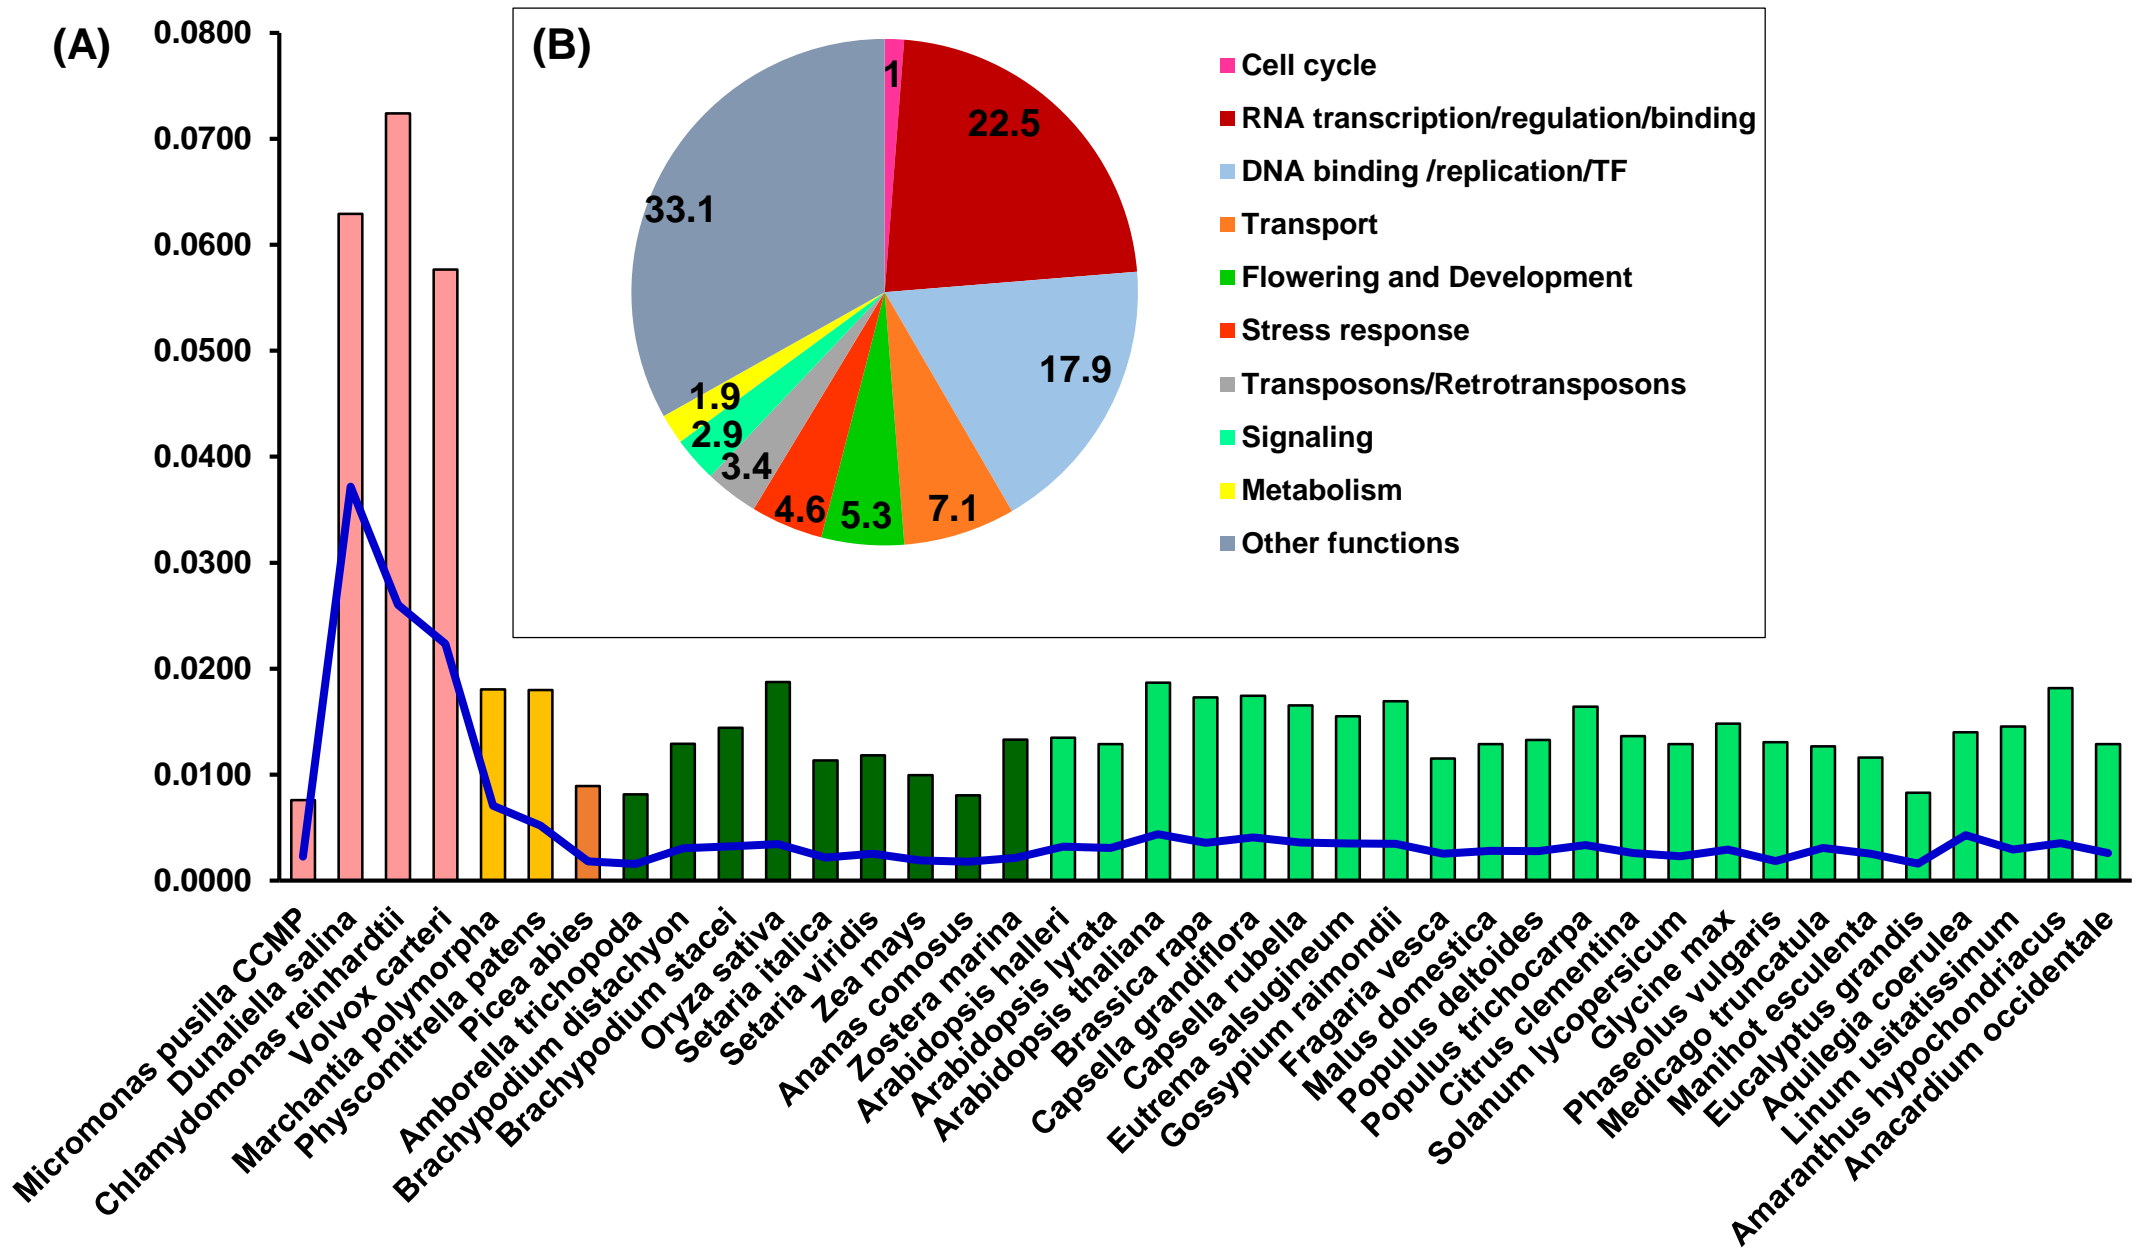 (A)
0.0800
0.0700
0.0600
0.0500
0.0400
0.0300
0.0200
0.0100
0.0000
(B)
1
22.5
17.9
7.1
5.3
4.6
3.4
2.9
1.9
33.1
Cell cycle
RNA transcription/regulation/binding
DNA binding /replication/TF
Transport
Flowering and Development
Stress response
Transposons/Retrotransposons
Signaling
Metabolism
Other functions
Micromonas pusilla CCMP
Dunaliella salina
Chlamydomonas reinhardtii
Volvox carteri
Marchantia polymorpha
Physcomitrella patens
Picea abies
Amborella trichopoda
Brachypodium distachyon
Brachypodium stacei
Oryza sativa
Setaria italica
Setaria viridis
Zea mays
Ananas comosus
Zostera marina
Arabidopsis halleri
Arabidopsis lyrata
Arabidopsis thaliana
Brassica rapa
Capsella grandiflora
Capsella rubella
Eutrema salsugineum
Gossypium raimondii
Fragaria vesca
Malus domestica
Populus deltoides
Populus trichocarpa
Citrus clementina
Solanum lycopersicum
Glycine max
Phaseolus vulgaris
Medicago truncatula
Manihot esculenta
Eucalyptus grandis
Aquilegia coerulea
Linum usitatissimum
Amaranthus hypochondriacus
Anacardium occidentale